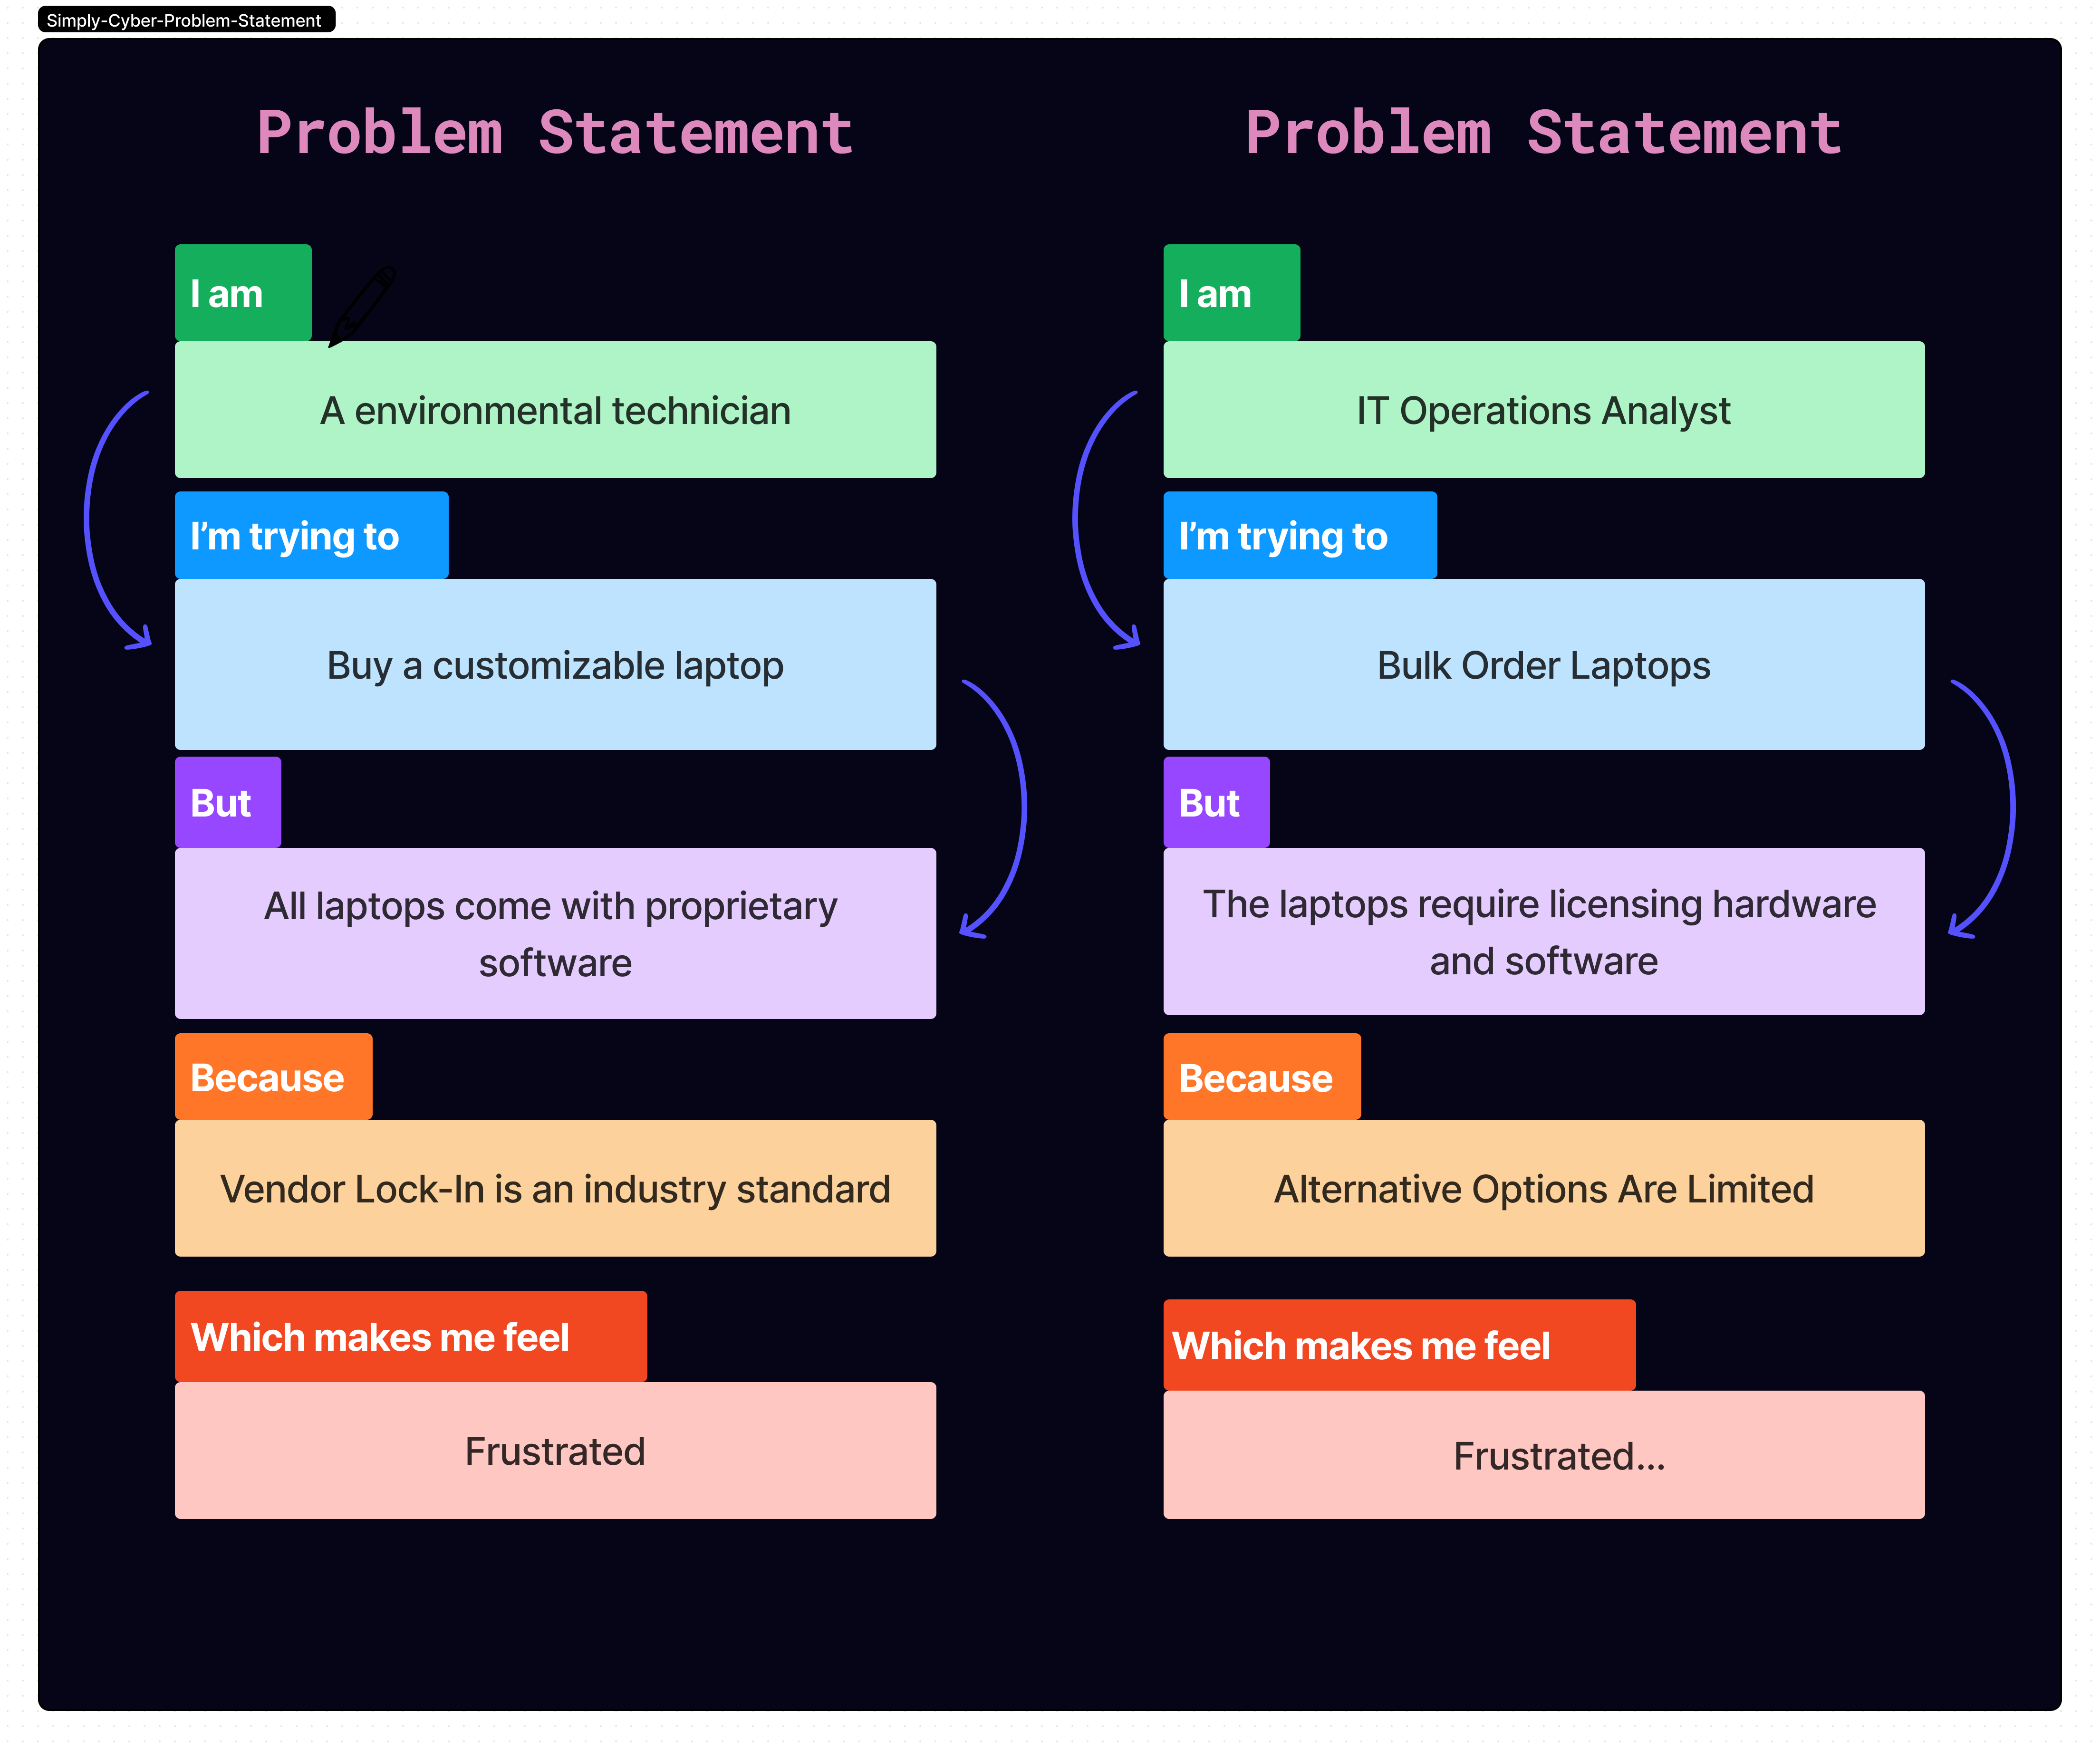 Simply-Cyber-Problem-Statement
Problem Statement
I am
A environmental technician
I’m trying to
Buy a customizable laptop
But
All laptops come with proprietary
software
Because
Vendor Lock-In is an industry standard
Which makes me feel
Frustrated
Problem Statement
I am
IT Operations Analyst
I’m trying to
Bulk Order Laptops
But
The laptops require licensing hardware
and software
Because
Alternative Options Are Limited
Which makes me feel
Frustrated...